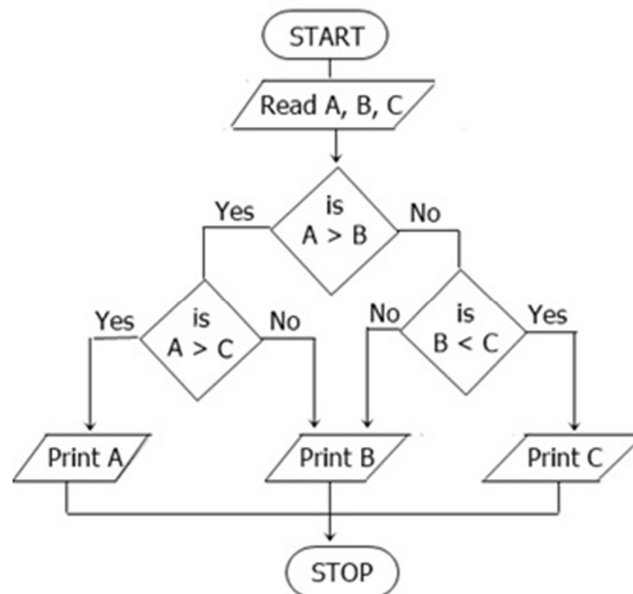 START
Read A, B, C
is
A > B
Yes
No
is
A > C
Yes
No
is
B < C
No
Yes
Print A
Print B
Print C
STOP